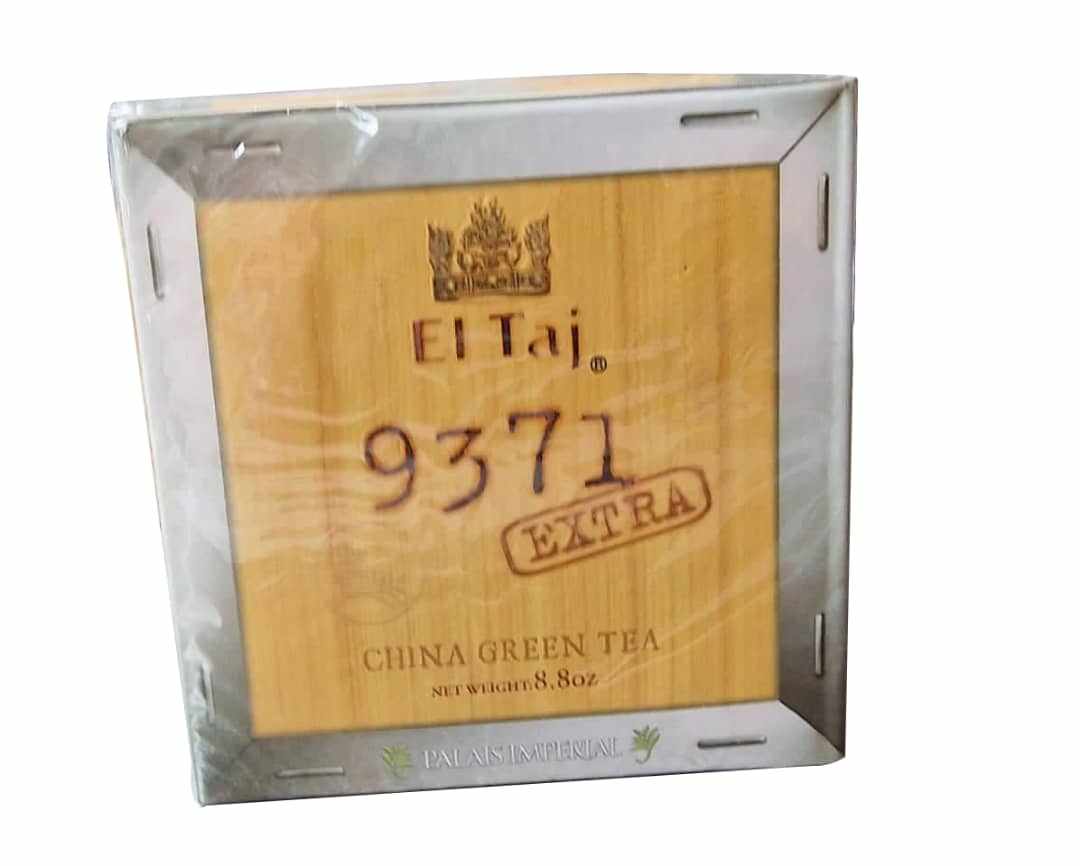 El Taj®
9371
EXTRA
CHINA GREEN TEA
NET WEIGHT:8,8oz
PALAIS IMPERIAL